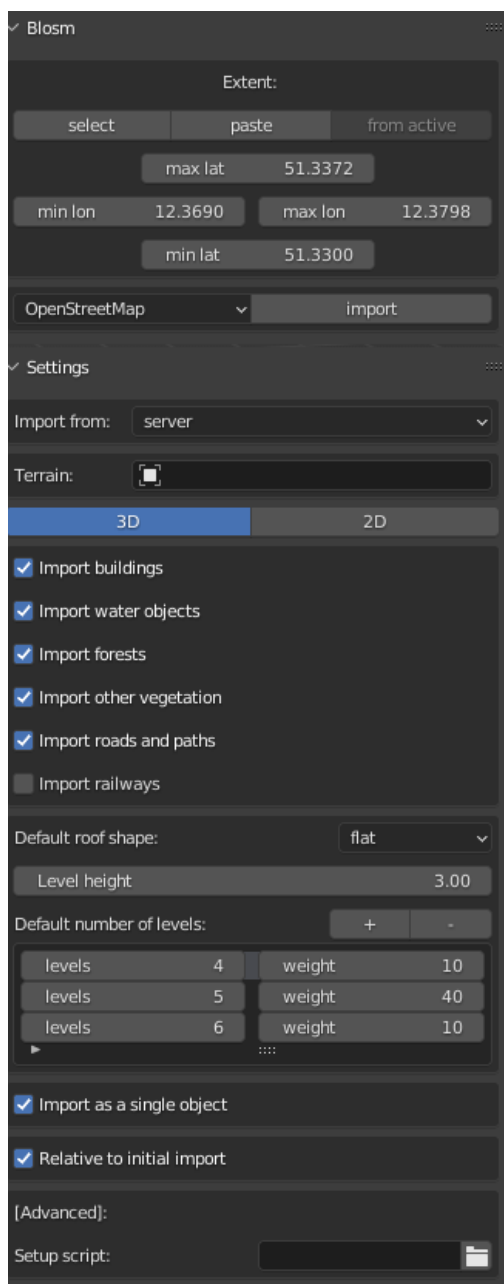 Blosm
Extent:
select paste from active
max lat 51.3372
min lon 12.3690 max lon 12.3798
min lat 51.3300
OpenStreetMap import
Settings
Import from: server
Terrain:
3D 2D
Import buildings
Import water objects
Import forests
Import other vegetation
Import roads and paths
Import railways
Default roof shape: flat
Level height 3.00
Default number of levels: + -
levels 4 weight 10
levels 5 weight 40
levels 6 weight 10
Import as a single object
Relative to initial import
[Advanced]:
Setup script: